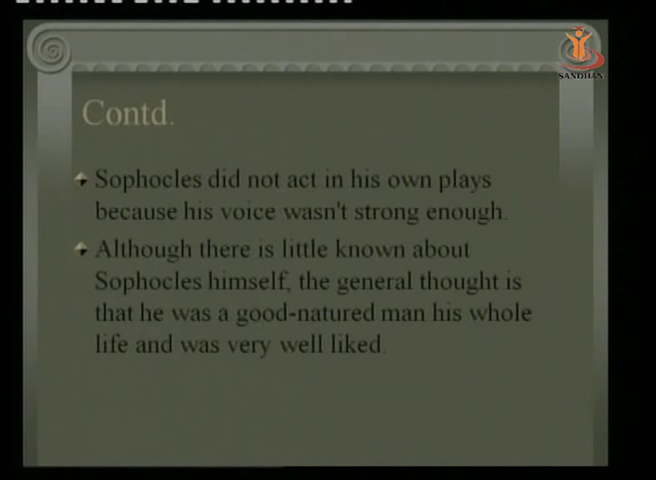 SANDHAN
Contd.
Sophocles did not act in his own plays
because his voice wasn't strong enough.
Although there is little known about
Sophocles himself, the general thought is
that he was a good-natured man his whole
life and was very well liked.